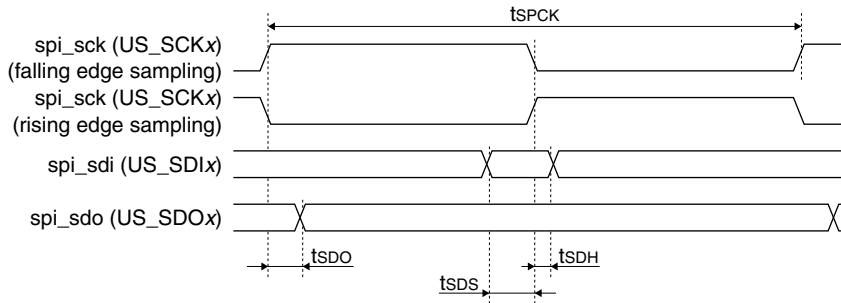 tSPCK
spi_sck (US_SCKx)
(falling edge sampling)
spi_sck (US_SCKx)
(rising edge sampling)
spi_sdi (US_SDIx)
spi_sdo (US_SDOx)
tSDO
tSDH
tSDS